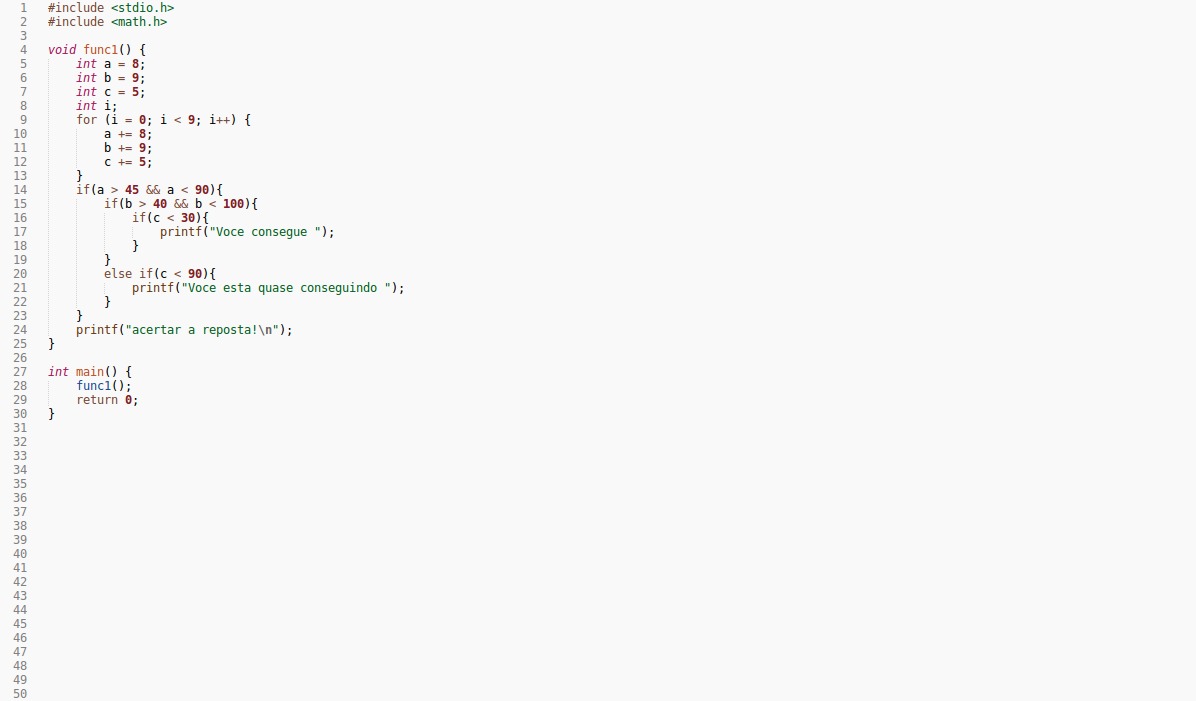 1 #include <stdio.h>
2 #include <math.h>
3
4 void func1() {
5     int a = 8;
6     int b = 9;
7     int c = 5;
8     int i;
9     for (i = 0; i < 9; i++) {
10         a += 8;
11         b += 9;
12         c += 5;
13     }
14     if(a > 45 && a < 90){
15         if(b > 40 && b < 100){
16             if(c < 30){
17                 printf("Voce consegue ");
18             }
19         }
20         else if(c < 90){
21             printf("Voce esta quase conseguindo ");
22         }
23     }
24     printf("acertar a reposta!\n");
25 }
26
27 int main() {
28     func1();
29     return 0;
30 }
31
32
33
34
35
36
37
38
39
40
41
42
43
44
45
46
47
48
49
50